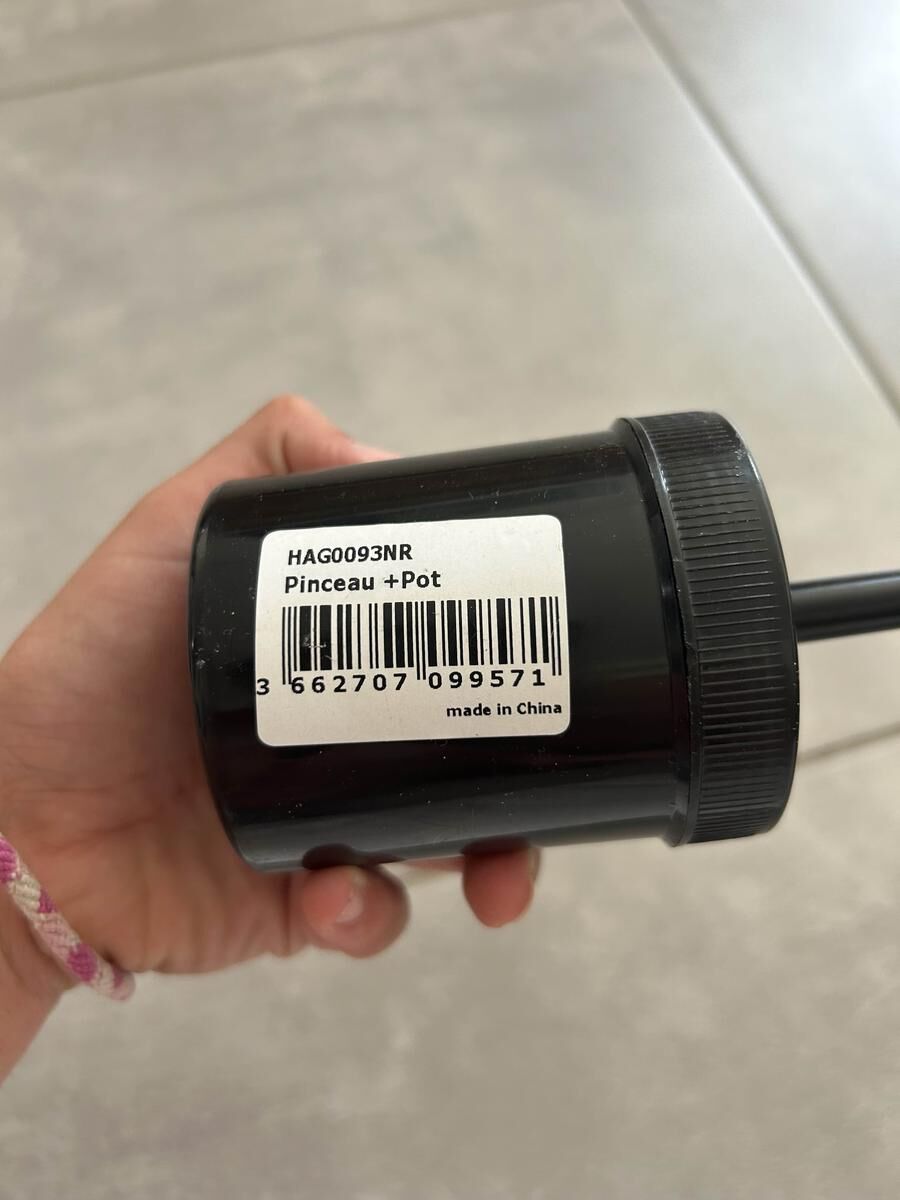 HAG0093NR
Pinceau +Pot
3 662707 099571
made in China